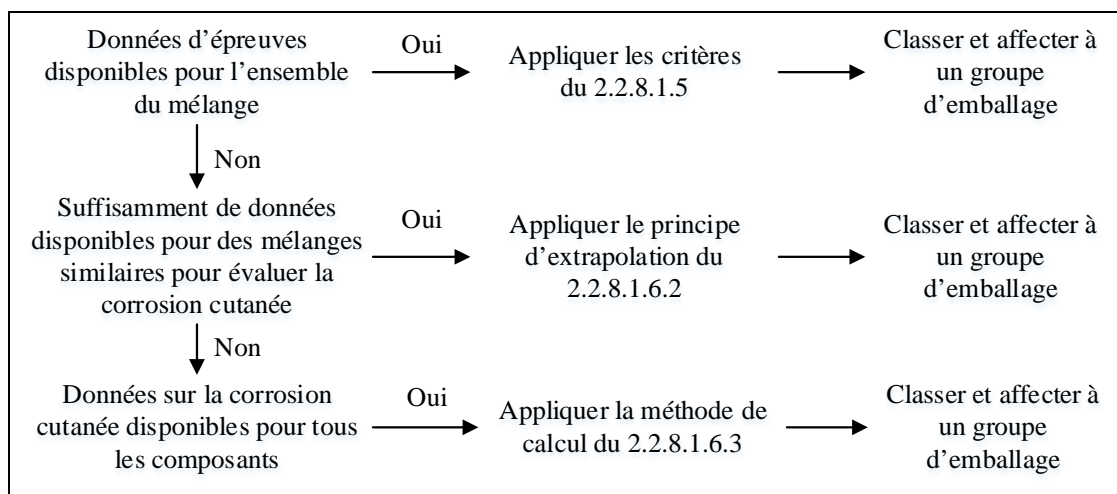 Données d'épreuves
disponibles pour l'ensemble
du mélange
Oui
Appliquer les critères
du 2.2.8.1.5
Classer et affecter à
un groupe
d'emballage
Non
Suffisamment de données
disponibles pour des mélanges
similaires pour évaluer la
corrosion cutanée
Oui
Appliquer le principe
d'extrapolation du
2.2.8.1.6.2
Classer et affecter à
un groupe
d'emballage
Non
Données sur la corrosion
cutanée disponibles pour tous
les composants
Oui
Appliquer la méthode de
calcul du 2.2.8.1.6.3
Classer et affecter à
un groupe
d'emballage